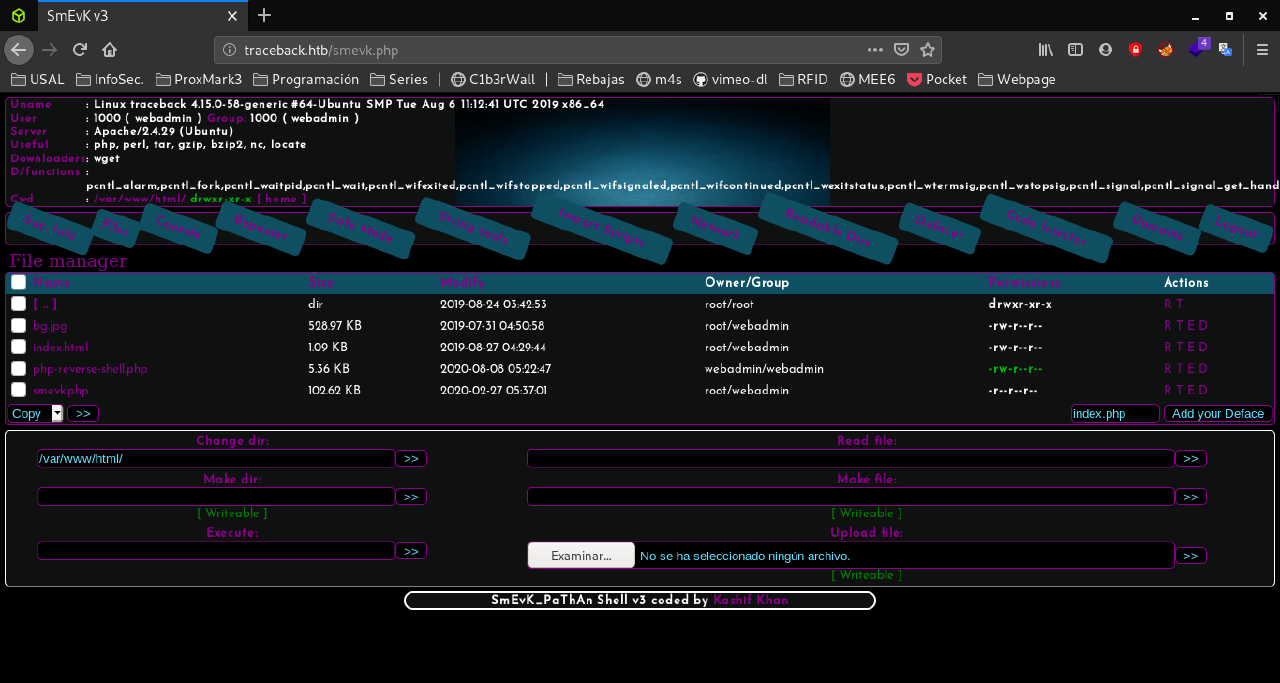 SmEvK v3
traceback.htb/smevk.php
4
USAL InfoSec. ProxMark3 Programación Series C1b3rWall Rebajas m4s vimeo-dl RFID MEE6 Pocket Webpage
Uname : Linux traceback 4.15.0-58-generic #64-Ubuntu SMP Tue Aug 6 11:12:41 UTC 2019 x86_64
User : 1000 ( webadmin ) Group: 1000 ( webadmin )
Server : Apache/2.4.29 (Ubuntu)
Useful : php, perl, tar, gzip, bzip2, nc, locate
Downloaders: wget
D/functions :
pcntl_alarm,pcntl_fork,pcntl_waitpid,pcntl_wait,pcntl_wifexited,pcntl_wifstopped,pcntl_wifsignaled,pcntl_wifcontinued,pcntl_wexitstatus,pcntl_wtermsig,pcntl_wstopsig,pcntl_signal,pcntl_signal_get_hand
Cwd : /var/www/html/ drwxr-xr-x [ home ]
Sec. Info Files Console Bypasser Safe Mode String tools Network Readable Dirs Defacer Code Injector Domains Logout
File manager
Name Size Modify Owner/Group Permissions Actions
[ .. ] dir 2019-08-24 03:42:53 root/root drwxr-xr-x R T
bg.jpg 528.97 KB 2019-07-31 04:50:58 root/webadmin -rw-r--r-- R T E D
index.html 1.09 KB 2019-08-27 04:29:44 root/webadmin -rw-r--r-- R T E D
php-reverse-shell.php 5.36 KB 2020-08-08 05:22:47 webadmin/webadmin -rw-r--r-- R T E D
smevk.php 102.62 KB 2020-02-27 05:37:01 root/webadmin -r--r--r-- R T E D
Copy >> index.php Add your Deface
Change dir: Read file:
/var/www/html/ >> >>
Make dir: Make file:
>> >>
[ Writeable ] [ Writeable ]
Execute: Upload file:
>> Examinar... No se ha seleccionado ningún archivo. >>
[ Writeable ]
SmEvK_PaThAn Shell v3 coded by Kashif Khan